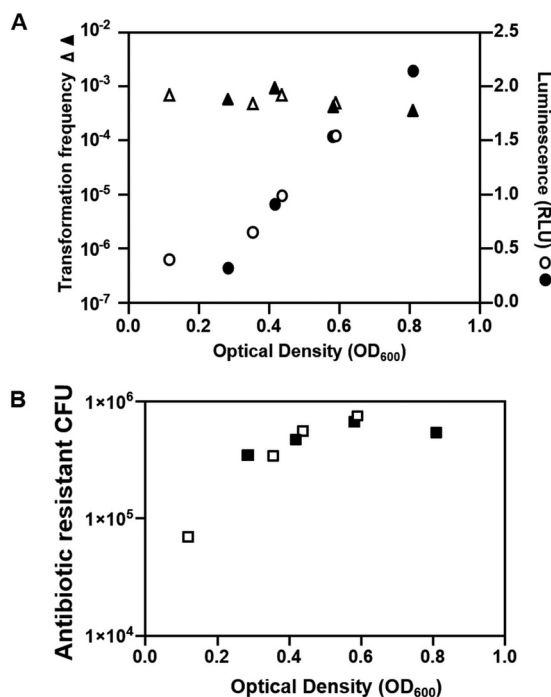 A
Transformation frequency △ ▲
10⁻²
10⁻³
10⁻⁴
10⁻⁵
10⁻⁶
10⁻⁷
2.5
2.0
1.5
1.0
0.5
0.0
Luminescence (RLU) ○ ●
0.0 0.2 0.4 0.6 0.8 1.0
Optical Density (OD₆₀₀)
B
Antibiotic resistant CFU
1×10⁶
1×10⁵
1×10⁴
0.0 0.2 0.4 0.6 0.8 1.0
Optical Density (OD₆₀₀)